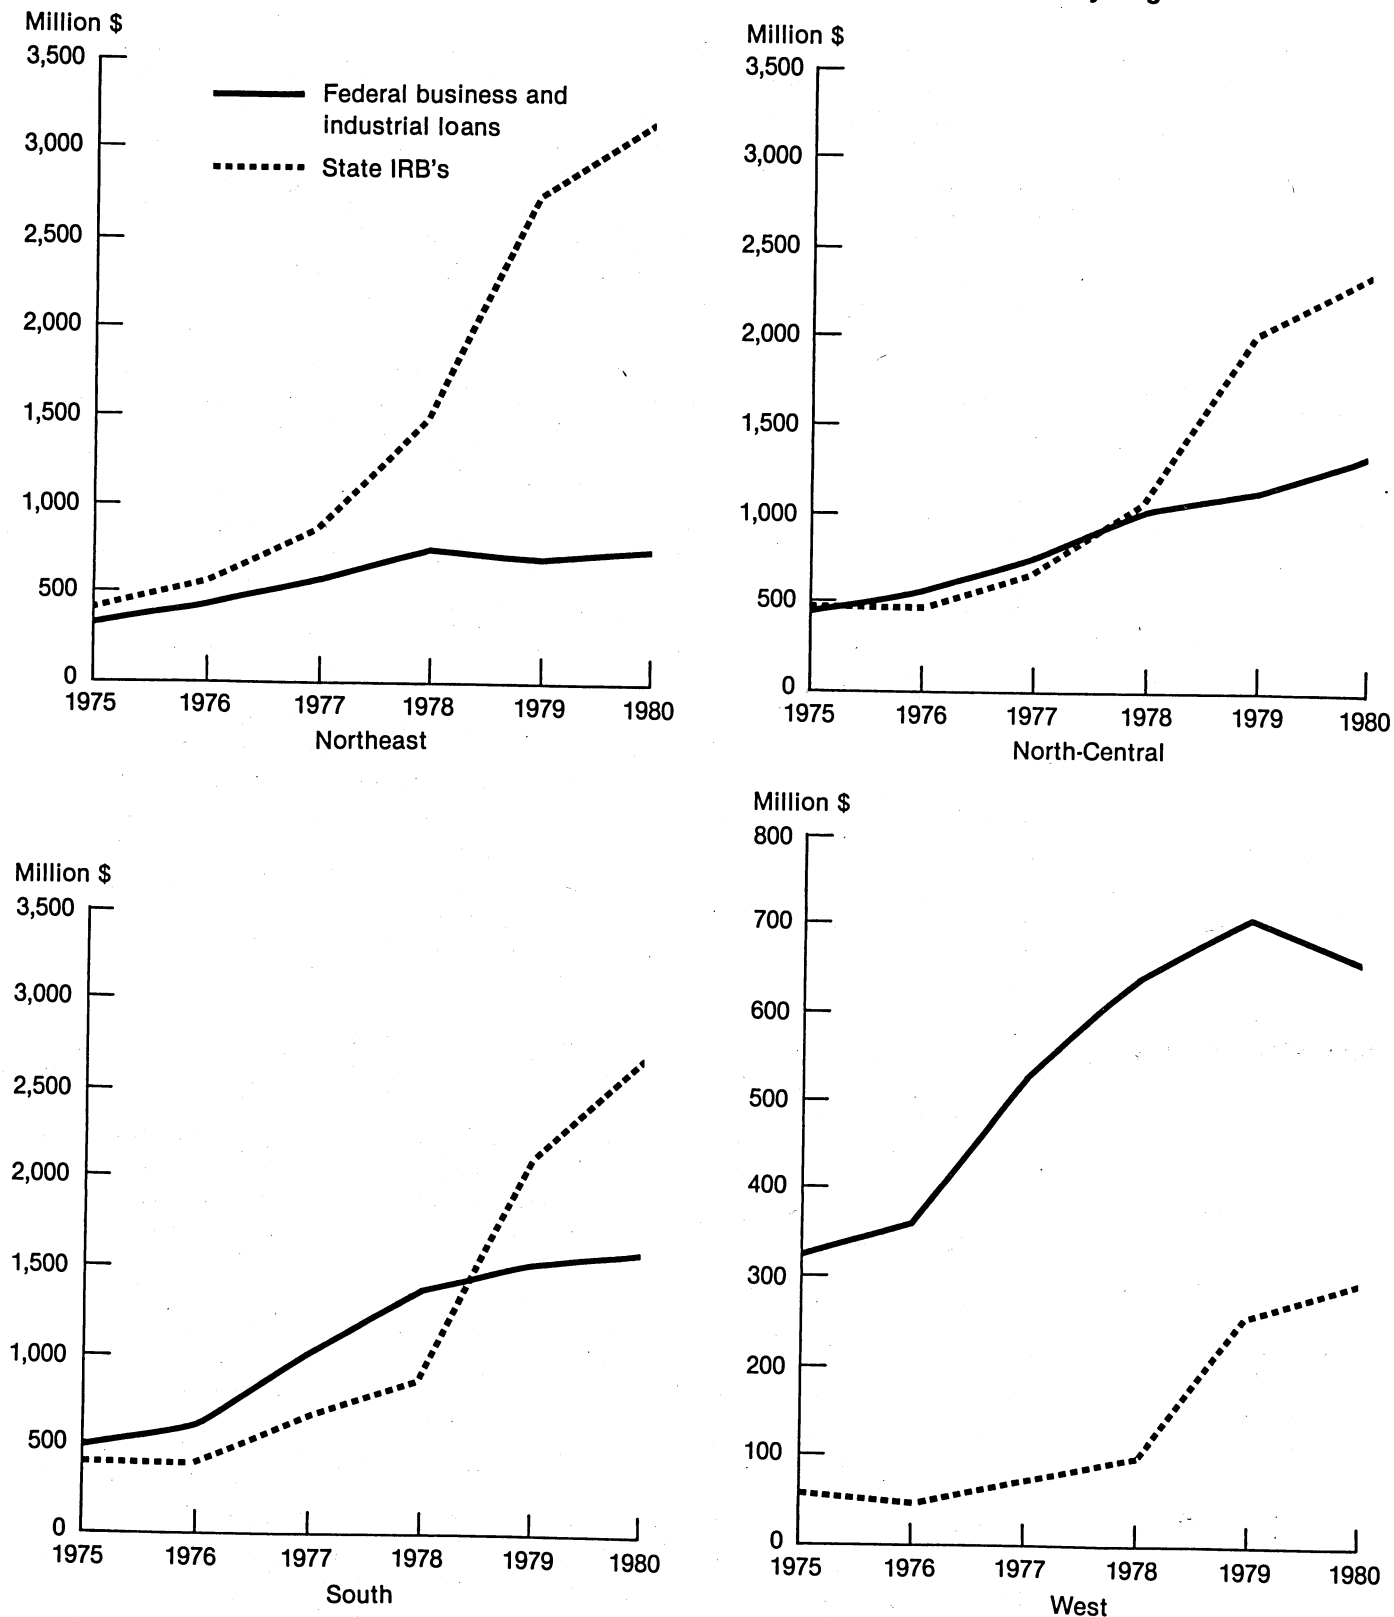 Million $
3,500
3,000
2,500
2,000
1,500
1,000
500
0
Federal business and
industrial loans
State IRB's
1975 1976 1977 1978 1979 1980
Northeast
Million $
3,500
3,000
2,500
2,000
1,500
1,000
500
0
1975 1976 1977 1978 1979 1980
North-Central
Million $
3,500
3,000
2,500
2,000
1,500
1,000
500
0
1975 1976 1977 1978 1979 1980
South
Million $
800
700
600
500
400
300
200
100
0
1975 1976 1977 1978 1979 1980
West